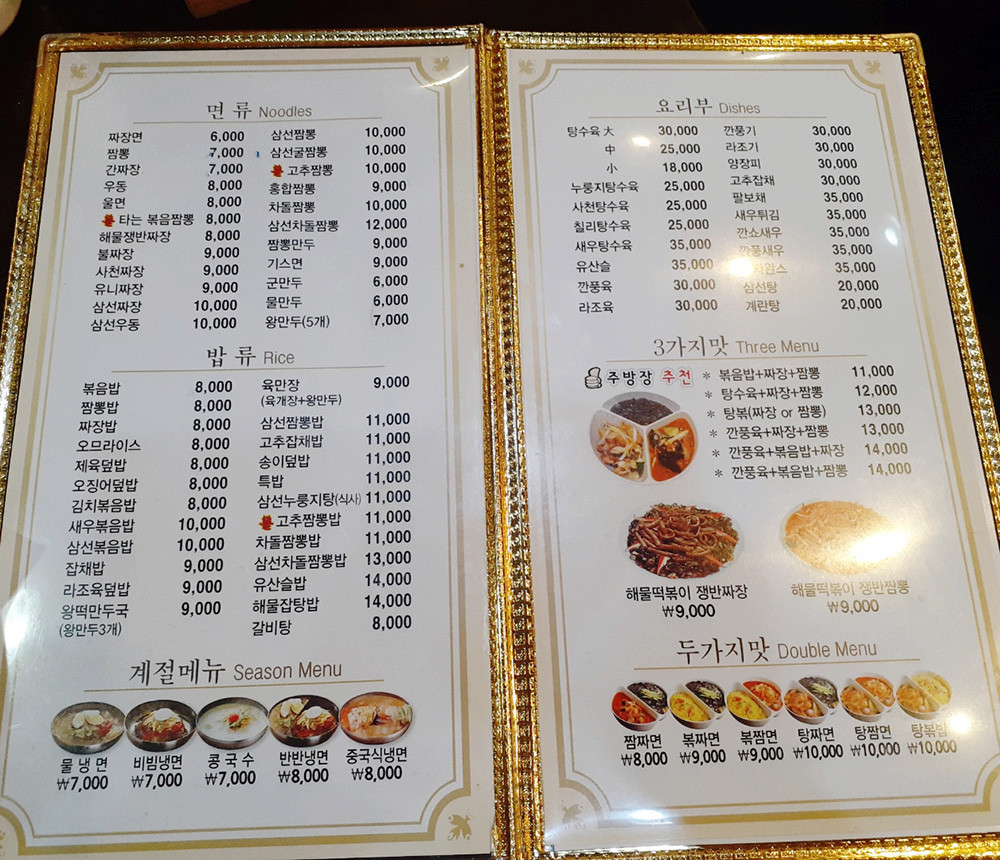 면 류 Noodles
짜장면 6,000
짬뽕 7,000
간짜장 7,000
우동 8,000
울면 8,000
타는 볶음짬뽕 8,000
해물쟁반짜장 8,000
불짜장 9,000
사천짜장 9,000
유니짜장 9,000
삼선짜장 10,000
삼선우동 10,000
삼선짬뽕 10,000
삼선굴짬뽕 10,000
고추짬뽕 10,000
홍합짬뽕 9,000
차돌짬뽕 10,000
삼선차돌짬뽕 12,000
짬뽕만두 9,000
기스면 9,000
군만두 6,000
물만두 6,000
왕만두(5개) 7,000
밥 류 Rice
볶음밥 8,000
짬뽕밥 8,000
짜장밥 8,000
오므라이스 8,000
제육덮밥 8,000
오징어덮밥 8,000
김치볶음밥 8,000
새우볶음밥 10,000
삼선볶음밥 10,000
잡채밥 9,000
라조육덮밥 9,000
왕떡만두국 9,000
(왕만두3개)
육만장 9,000
(육개장+왕만두)
삼선짬뽕밥 11,000
고추잡채밥 11,000
송이덮밥 11,000
특밥 11,000
삼선누룽지탕(식사) 11,000
고추짬뽕밥 11,000
차돌짬뽕밥 11,000
삼선차돌짬뽕밥 13,000
유산슬밥 14,000
해물잡탕밥 14,000
갈비탕 8,000
계절메뉴 Season Menu
물 냉 면 ₩7,000
비빔냉면 ₩7,000
콩 국 수 ₩7,000
반반냉면 ₩8,000
중국식냉면 ₩8,000
요리부 Dishes
탕수육 大 30,000
中 25,000
小 18,000
누룽지탕수육 25,000
사천탕수육 25,000
칠리탕수육 25,000
새우탕수육 35,000
유산슬 35,000
깐풍육 30,000
라조육 30,000
깐풍기 30,000
라조기 30,000
양장피 30,000
고추잡채 30,000
팔보채 35,000
새우튀김 35,000
깐쇼새우 35,000
깐풍새우 35,000
완스 35,000
삼선탕 20,000
계란탕 20,000
3가지맛 Three Menu
주방장 추천
* 볶음밥+짜장+짬뽕 11,000
* 탕수육+짜장+짬뽕 12,000
* 탕볶(짜장 or 짬뽕) 13,000
* 깐풍육+짜장+짬뽕 13,000
* 깐풍육+볶음밥+짜장 14,000
* 깐풍육+볶음밥+짬뽕 14,000
해물떡볶이 쟁반짜장
₩9,000
해물떡볶이 쟁반짬뽕
₩9,000
두가지맛 Double Menu
짬짜면 ₩8,000
볶짜면 ₩9,000
볶짬면 ₩9,000
탕짜면 ₩10,000
탕짬면 ₩10,000
탕볶밥 ₩10,000